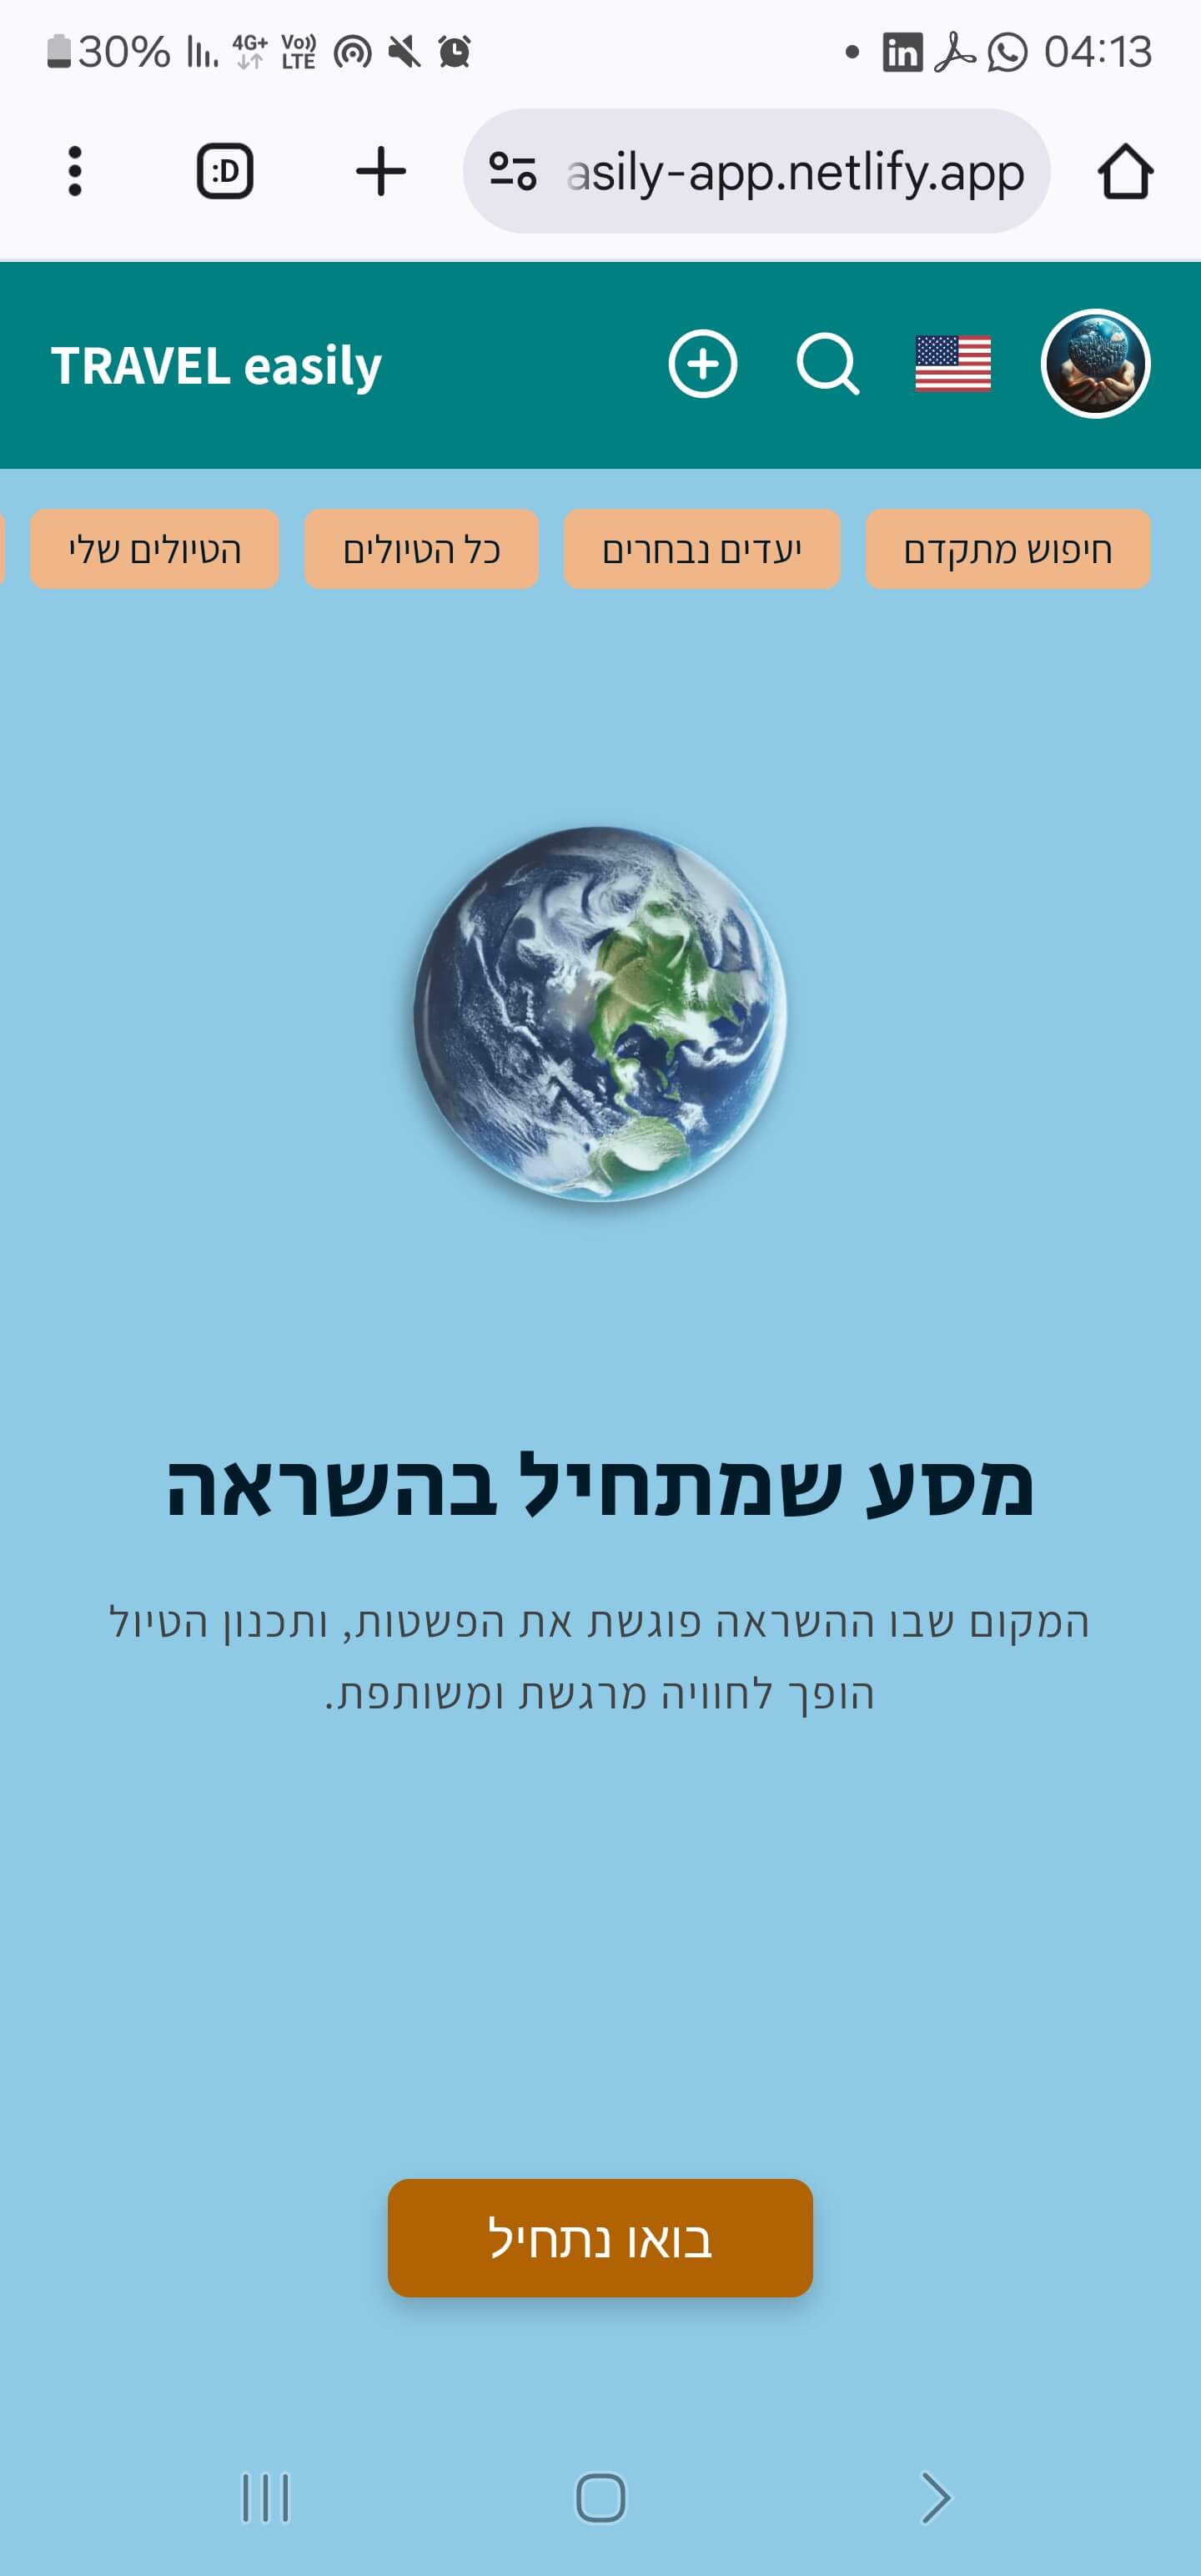 30% 4G+ Vo)) LTE 04:13
:D asily-app.netlify.app
TRAVEL easily
חיפוש מתקדם
יעדים נבחרים
כל הטיולים
הטיולים שלי
מסע שמתחיל בהשראה
המקום שבו ההשראה פוגשת את הפשטות, ותכנון הטיול
הופך לחוויה מרגשת ומשותפת.
בואו נתחיל